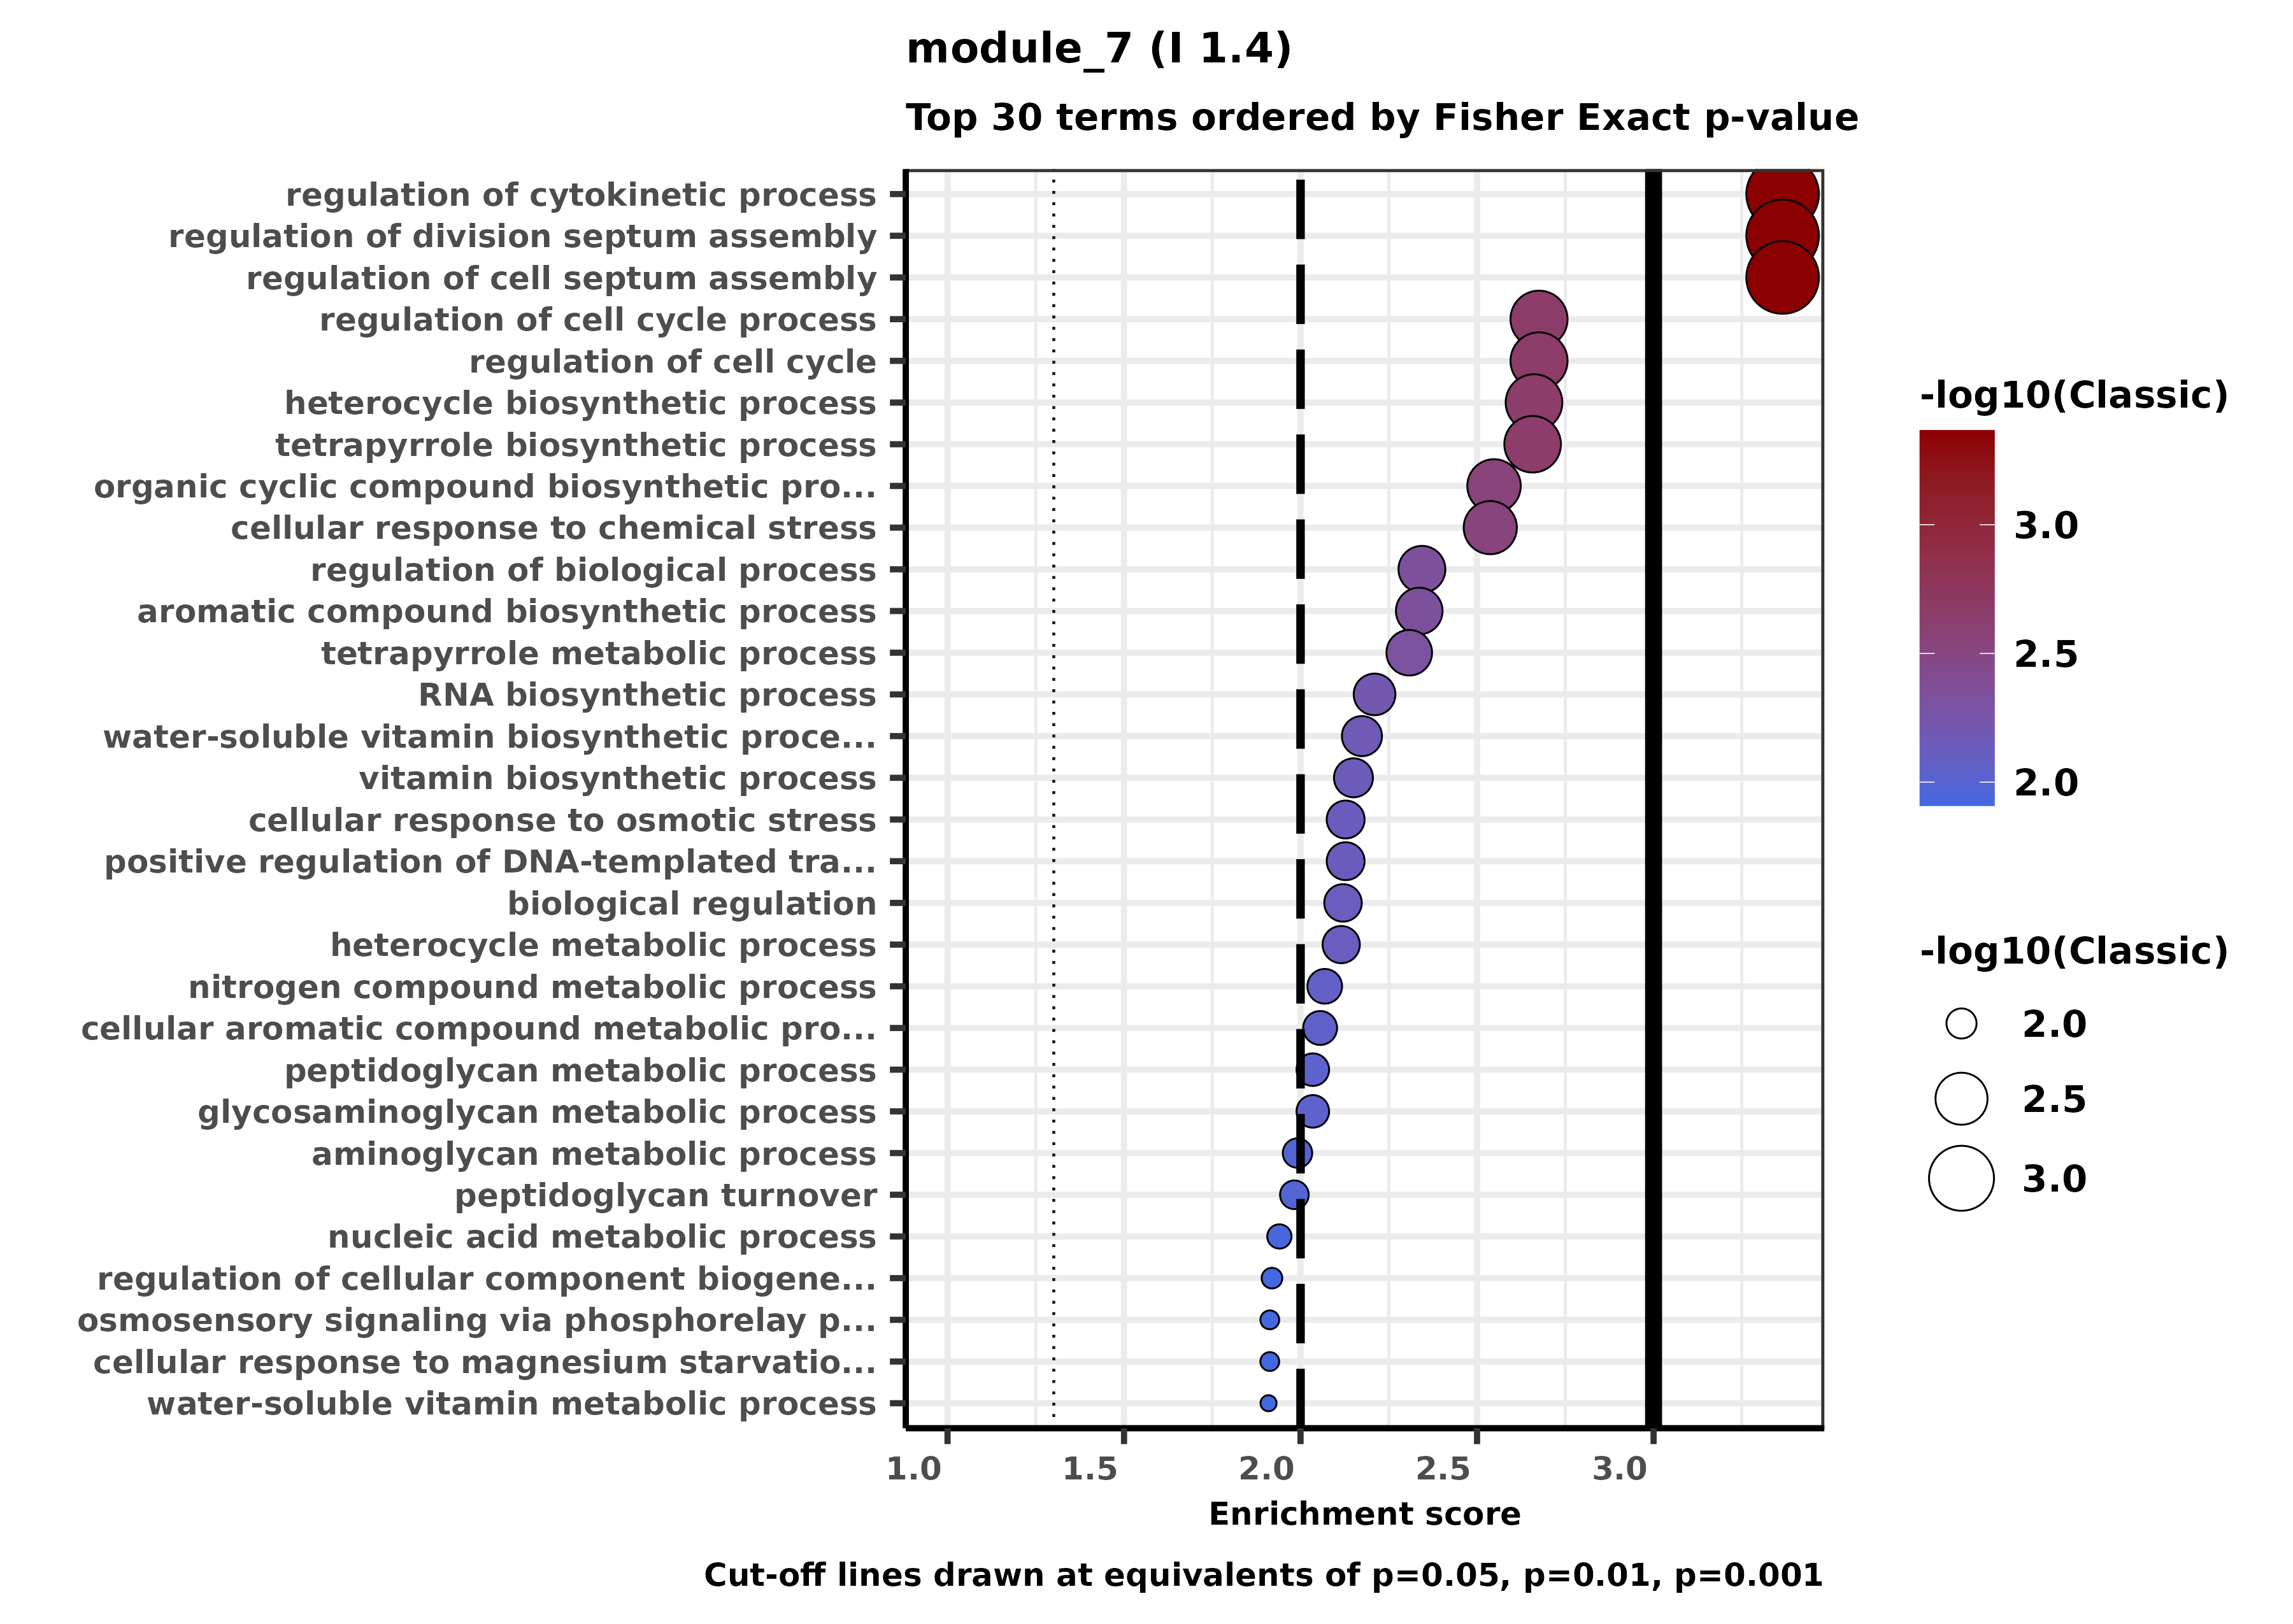 module_7 (I 1.4)
Top 30 terms ordered by Fisher Exact p-value
regulation of cytokinetic process
regulation of division septum assembly
regulation of cell septum assembly
regulation of cell cycle process
regulation of cell cycle
heterocycle biosynthetic process
tetrapyrrole biosynthetic process
organic cyclic compound biosynthetic pro...
cellular response to chemical stress
regulation of biological process
aromatic compound biosynthetic process
tetrapyrrole metabolic process
RNA biosynthetic process
water-soluble vitamin biosynthetic proce...
vitamin biosynthetic process
cellular response to osmotic stress
positive regulation of DNA-templated tra...
biological regulation
heterocycle metabolic process
nitrogen compound metabolic process
cellular aromatic compound metabolic pro...
peptidoglycan metabolic process
glycosaminoglycan metabolic process
aminoglycan metabolic process
peptidoglycan turnover
nucleic acid metabolic process
regulation of cellular component biogene...
osmosensory signaling via phosphorelay p...
cellular response to magnesium starvatio...
water-soluble vitamin metabolic process
1.0 1.5 2.0 2.5 3.0
Enrichment score
Cut-off lines drawn at equivalents of p=0.05, p=0.01, p=0.001
-log10(Classic)
3.0
2.5
2.0
-log10(Classic)
2.0
2.5
3.0